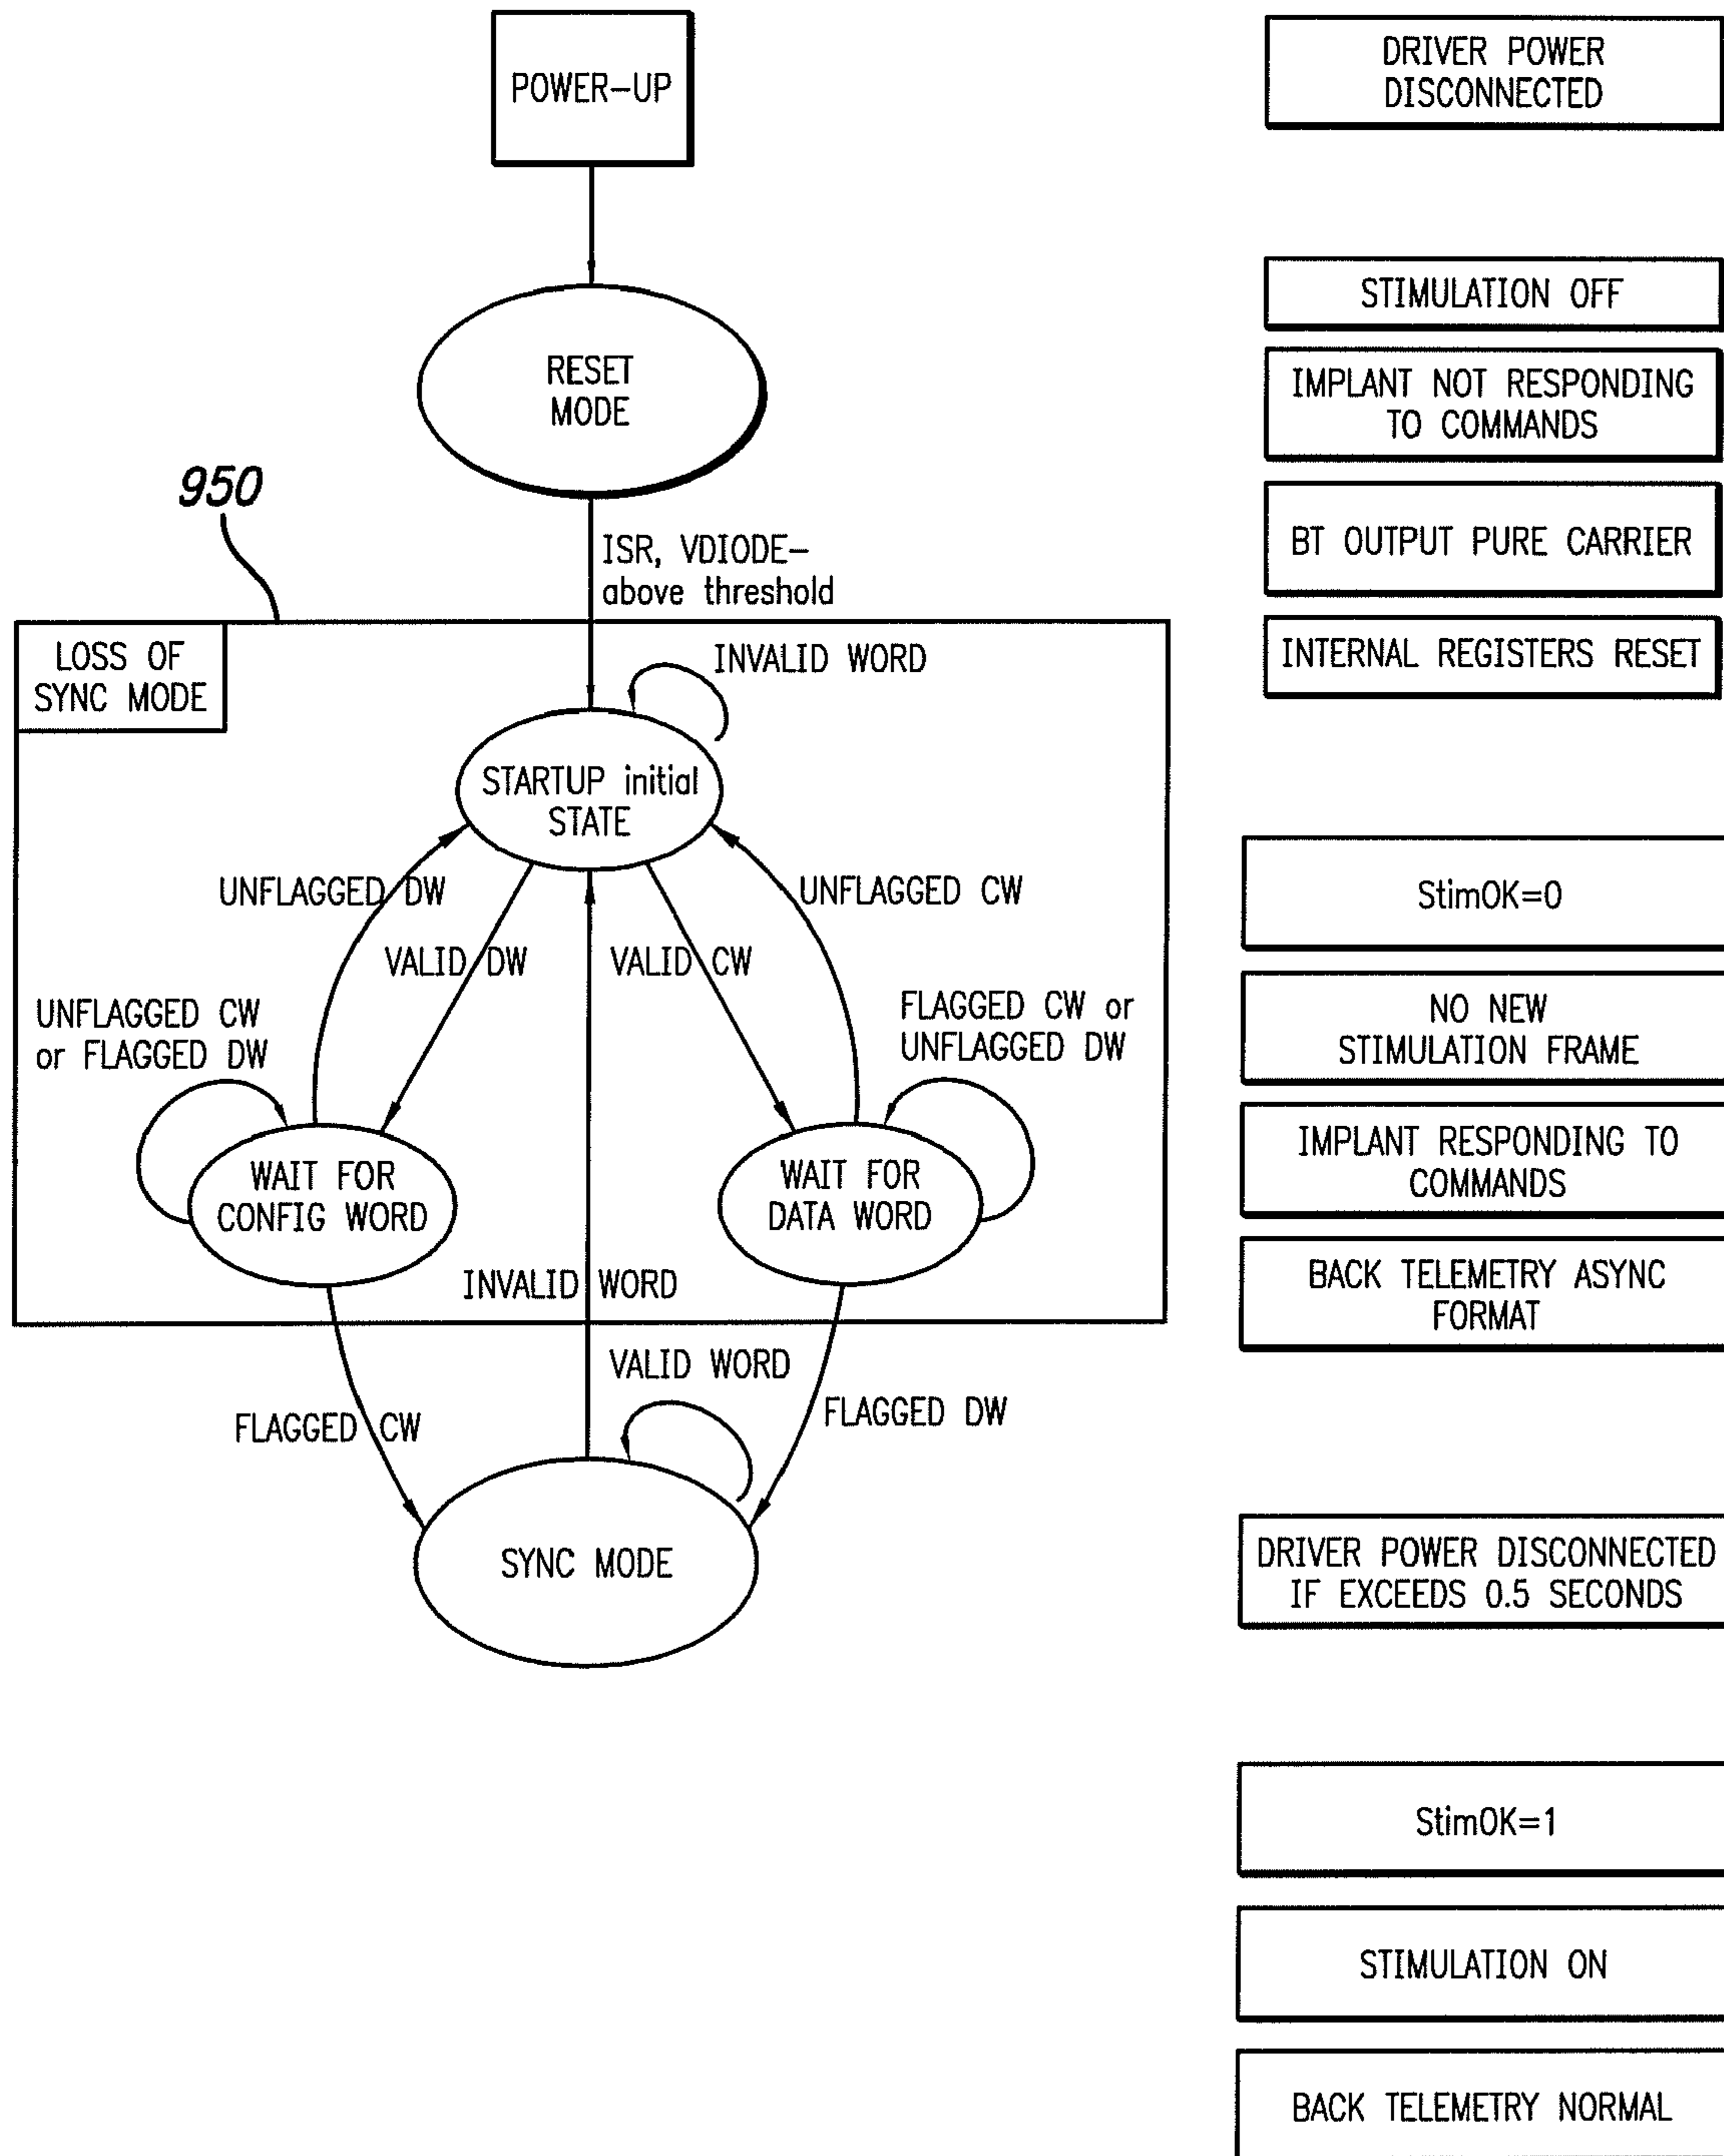 POWER-UP
RESET
MODE
950
ISR, VDIODE-
above threshold
LOSS OF
SYNC MODE
INVALID WORD
STARTUP initial
STATE
UNFLAGGED DW
UNFLAGGED CW
VALID DW
VALID CW
UNFLAGGED CW
or FLAGGED DW
FLAGGED CW or
UNFLAGGED DW
WAIT FOR
CONFIG WORD
WAIT FOR
DATA WORD
INVALID WORD
VALID WORD
FLAGGED CW
FLAGGED DW
SYNC MODE
DRIVER POWER
DISCONNECTED
STIMULATION OFF
IMPLANT NOT RESPONDING
TO COMMANDS
BT OUTPUT PURE CARRIER
INTERNAL REGISTERS RESET
StimOK=0
NO NEW
STIMULATION FRAME
IMPLANT RESPONDING TO
COMMANDS
BACK TELEMETRY ASYNC
FORMAT
DRIVER POWER DISCONNECTED
IF EXCEEDS 0.5 SECONDS
StimOK=1
STIMULATION ON
BACK TELEMETRY NORMAL